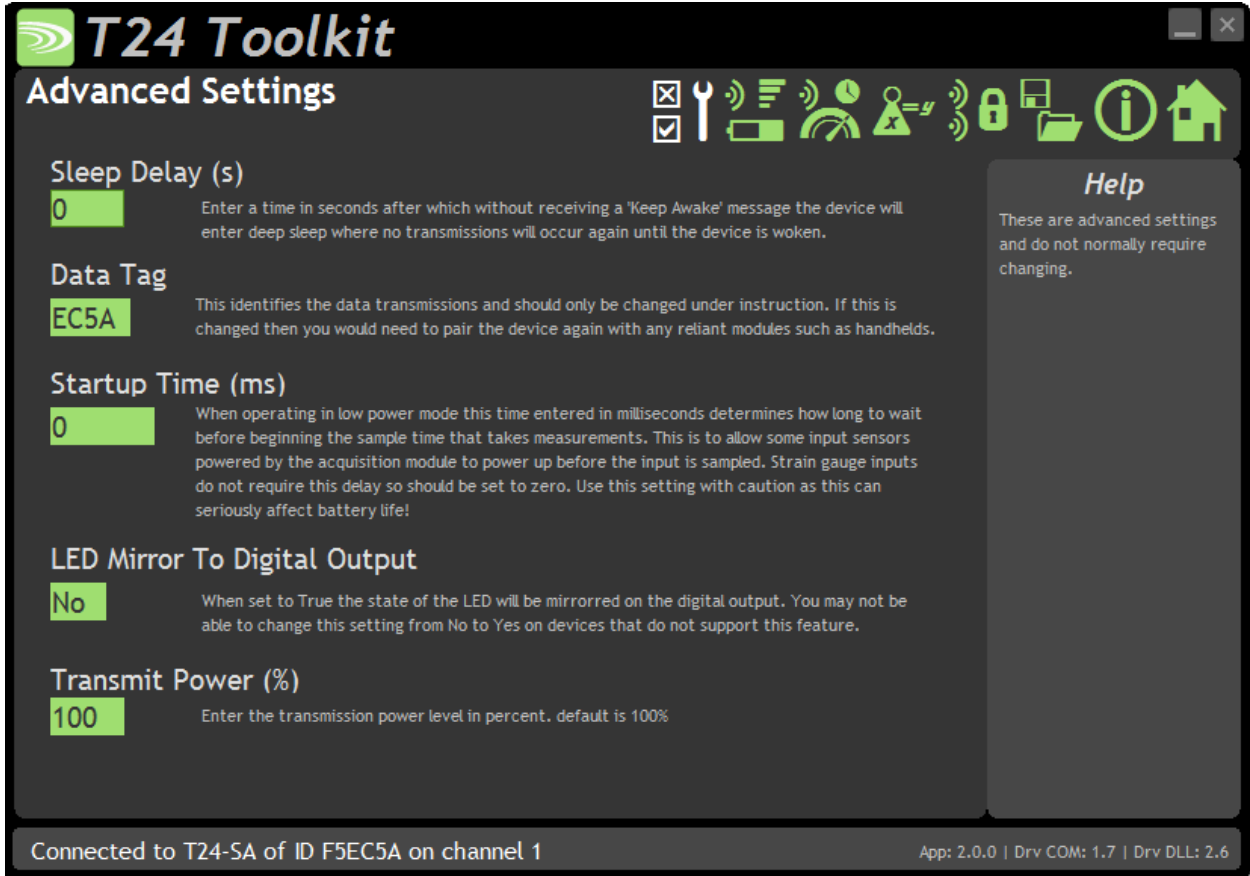 T24 Toolkit
Advanced Settings
x
=y
Sleep Delay (s)
0
Enter a time in seconds after which without receiving a 'Keep Awake' message the device will
enter deep sleep where no transmissions will occur again until the device is woken.
Data Tag
EC5A
This identifies the data transmissions and should only be changed under instruction. If this is
changed then you would need to pair the device again with any reliant modules such as handhelds.
Startup Time (ms)
0
When operating in low power mode this time entered in milliseconds determines how long to wait
before beginning the sample time that takes measurements. This is to allow some input sensors
powered by the acquisition module to power up before the input is sampled. Strain gauge inputs
do not require this delay so should be set to zero. Use this setting with caution as this can
seriously affect battery life!
LED Mirror To Digital Output
No
When set to True the state of the LED will be mirrorred on the digital output. You may not be
able to change this setting from No to Yes on devices that do not support this feature.
Transmit Power (%)
100
Enter the transmission power level in percent. default is 100%
Help
These are advanced settings
and do not normally require
changing.
Connected to T24-SA of ID F5EC5A on channel 1
App: 2.0.0 | Drv COM: 1.7 | Drv DLL: 2.6